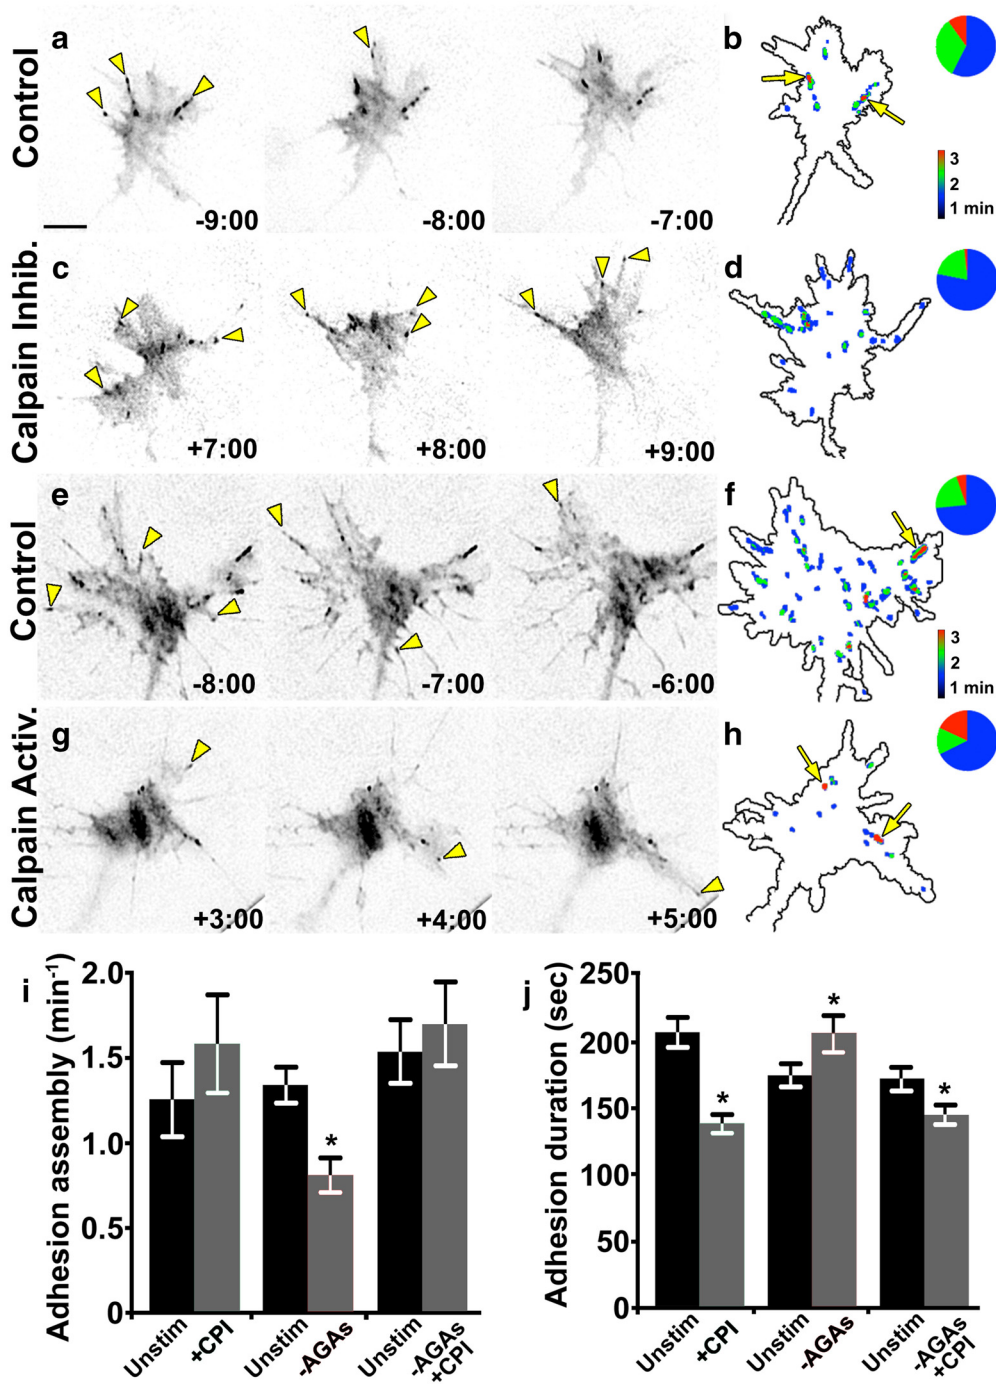 Control
a
-9:00
-8:00
-7:00
b
3
2
1 min
Calpain Inhib.
c
+7:00
+8:00
+9:00
d
Control
e
-8:00
-7:00
-6:00
f
3
2
1 min
Calpain Activ.
g
+3:00
+4:00
+5:00
h
i
Adhesion assembly (min⁻¹)
2.0
1.5
1.0
0.5
0
*
Unstim
+CPI
Unstim
-AGAs
Unstim
-AGAs
+CPI
j
Adhesion duration (sec)
250
200
150
100
50
0
*
*
*
Unstim
+CPI
Unstim
-AGAs
Unstim
-AGAs
+CPI